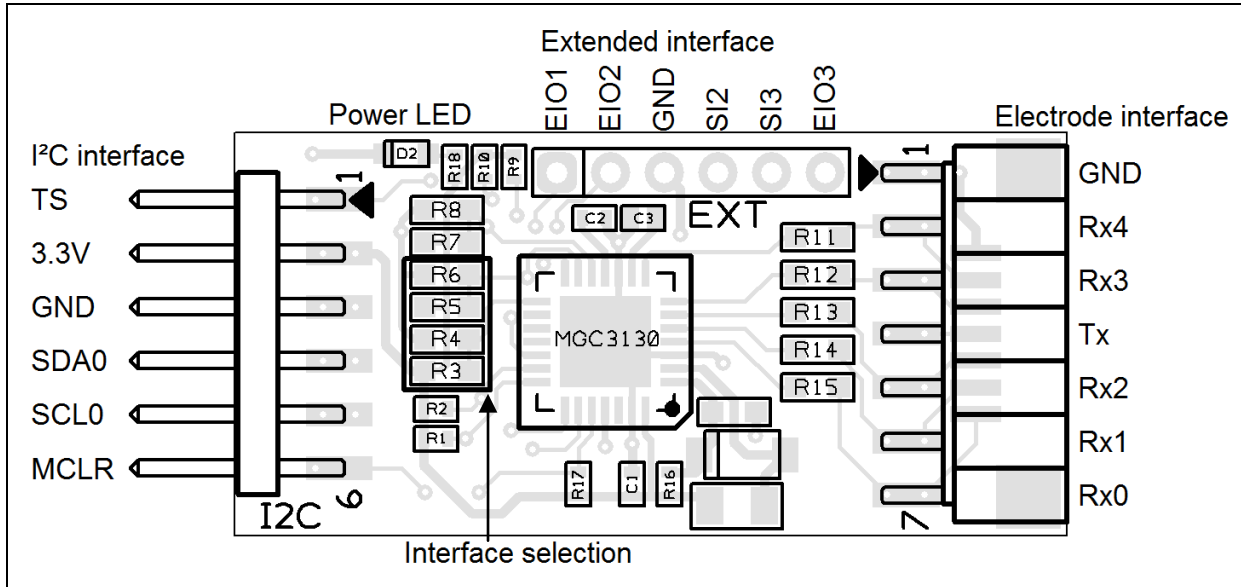 Extended interface
EIO1
EIO2
GND
SI2
SI3
EIO3
Power LED
Electrode interface
I²C interface
TS
3.3V
GND
SDA0
SCL0
MCLR
1
6
I2C
D2
R18
R10
R9
R8
R7
R6
R5
R4
R3
R2
R1
C2
C3
EXT
MGC3130
R11
R12
R13
R14
R15
R17
C1
R16
1
7
GND
Rx4
Rx3
Tx
Rx2
Rx1
Rx0
Interface selection